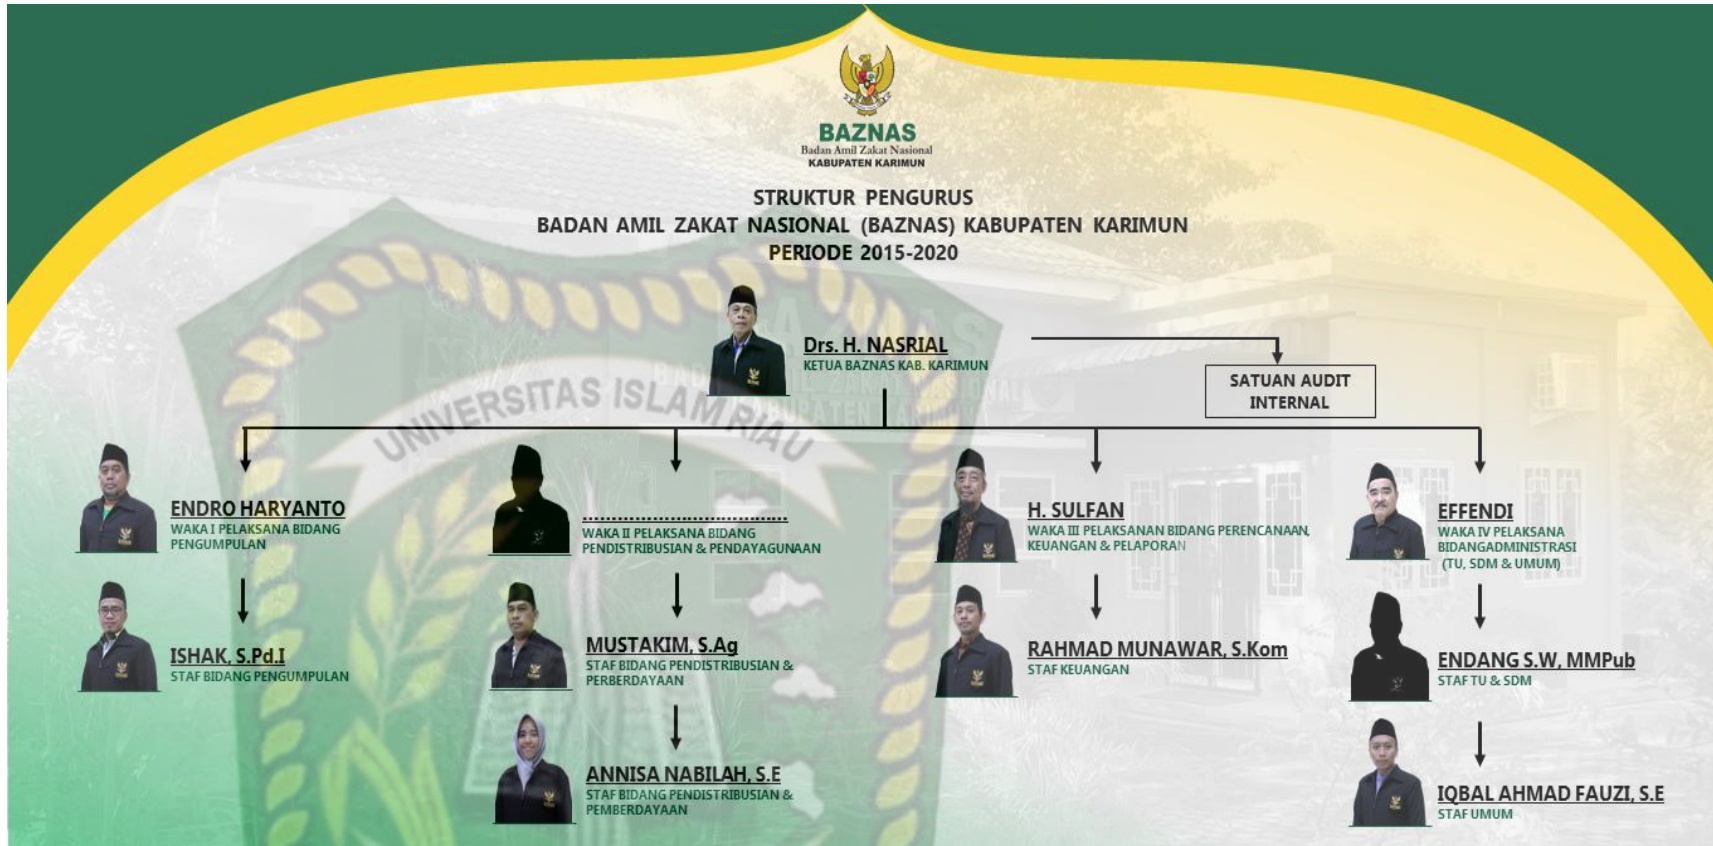 BAZNAS
Badan Amil Zakat Nasional
KABUPATEN KARIMUN
STRUKTUR PENGURUS
BADAN AMIL ZAKAT NASIONAL (BAZNAS) KABUPATEN KARIMUN
PERIODE 2015-2020
Drs. H. NASRIAL
KETUA BAZNAS KAB. KARIMUN
SATUAN AUDIT
INTERNAL
UNIVERSITAS ISLAM RIAU
ENDRO HARYANTO
WAKA I PELAKSANA BIDANG
PENGUMPULAN
....................................
WAKA II PELAKSANA BIDANG
PENDISTRIBUSIAN & PENDAYAGUNAAN
H. SULFAN
WAKA III PELAKSANAN BIDANG PERENCANAAN,
KEUANGAN & PELAPORAN
EFFENDI
WAKA IV PELAKSANA
BIDANGADMINISTRASI
(TU, SDM & UMUM)
ISHAK, S.Pd.I
STAF BIDANG PENGUMPULAN
MUSTAKIM, S.Ag
STAF BIDANG PENDISTRIBUSIAN &
PERBERDAYAAN
RAHMAD MUNAWAR, S.Kom
STAF KEUANGAN
ENDANG S.W, MMPub
STAF TU & SDM
ANNISA NABILAH, S.E
STAF BIDANG PENDISTRIBUSIAN &
PEMBERDAYAAN
IQBAL AHMAD FAUZI, S.E
STAF UMUM